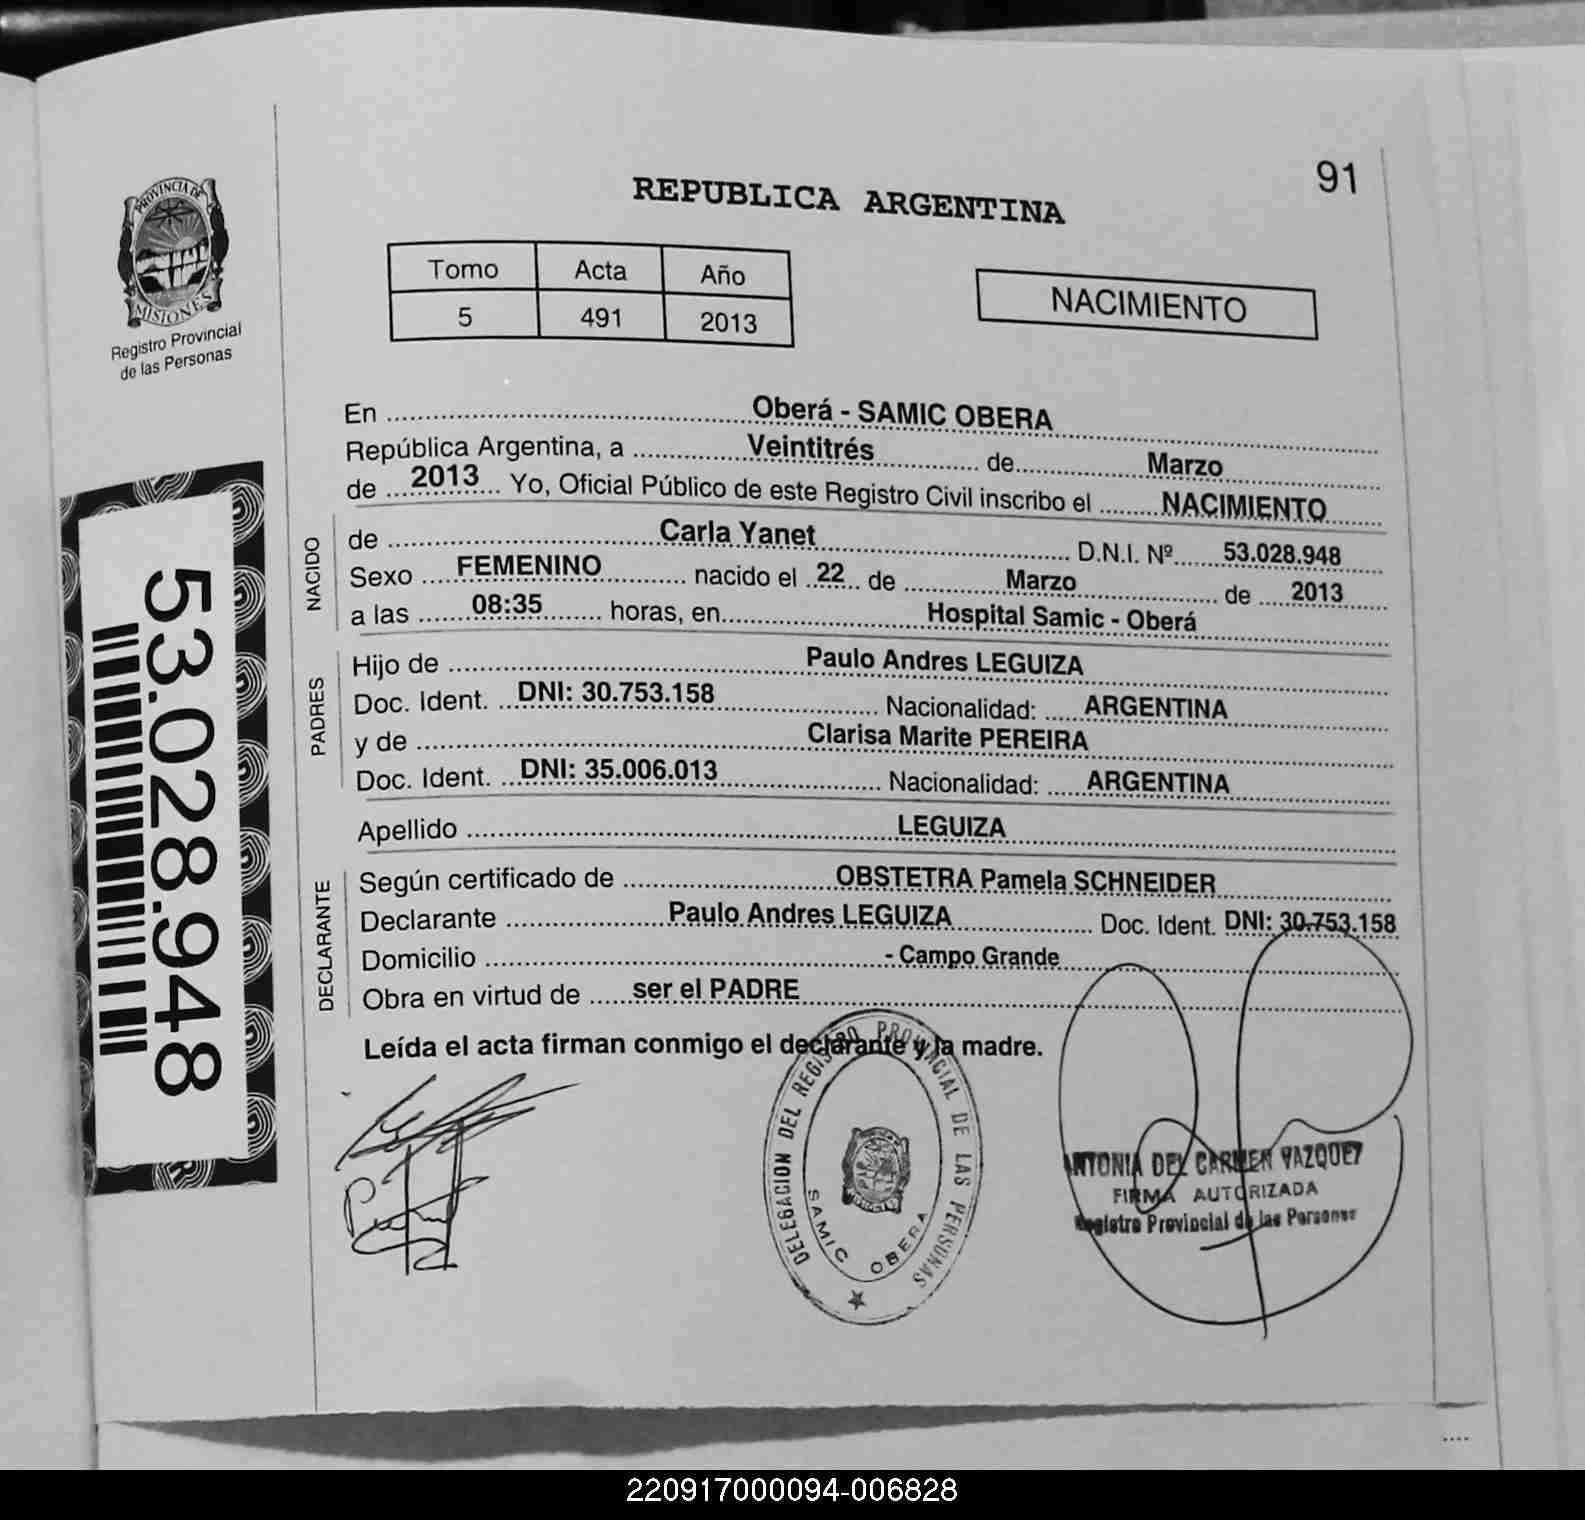 91
REPUBLICA ARGENTINA
PROVINCIA DE
MISIONES
Registro Provincial
de las Personas
Tomo Acta Año
5 491 2013
NACIMIENTO
En Oberá - SAMIC OBERA
República Argentina, a Veintitrés de Marzo
de 2013 Yo, Oficial Público de este Registro Civil inscribo el NACIMIENTO
NACIDO
de Carla Yanet D.N.I. Nº 53.028.948
Sexo FEMENINO nacido el 22 de Marzo de 2013
a las 08:35 horas, en Hospital Samic - Oberá
PADRES
Hijo de Paulo Andres LEGUIZA
Doc. Ident. DNI: 30.753.158 Nacionalidad: ARGENTINA
y de Clarisa Marite PEREIRA
Doc. Ident. DNI: 35.006.013 Nacionalidad: ARGENTINA
Apellido LEGUIZA
DECLARANTE
Según certificado de OBSTETRA Pamela SCHNEIDER
Declarante Paulo Andres LEGUIZA Doc. Ident. DNI: 30.753.158
Domicilio - Campo Grande
Obra en virtud de ser el PADRE
Leída el acta firman conmigo el declarante y la madre.
53.028.948
DELEGACION DEL REGISTRO PROVINCIAL DE LAS PERSONAS
SAMIC OBERA
ANTONIA DEL CARMEN VAZQUEZ
FIRMA AUTORIZADA
Registro Provincial de las Personas
220917000094-006828